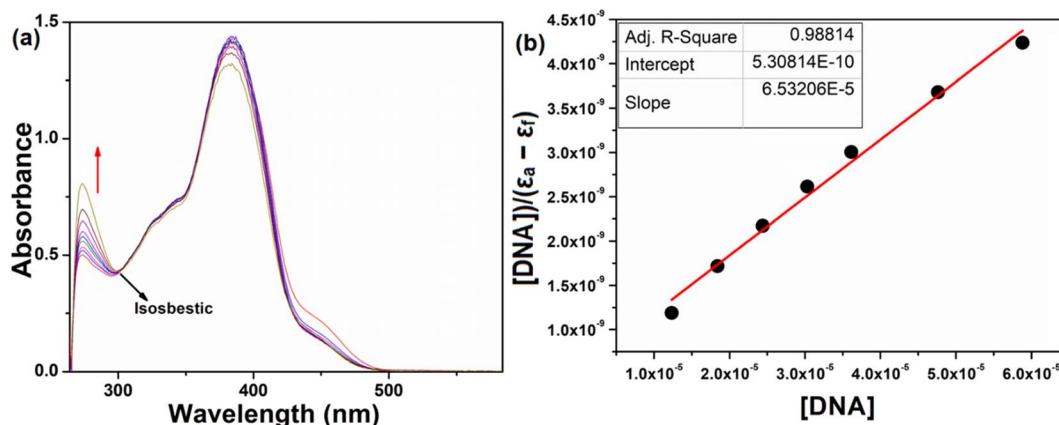 (a)
1.5
1.0
0.5
0.0
Absorbance
Isosbestic
300 400 500
Wavelength (nm)
(b)
Adj. R-Square 0.98814
Intercept 5.30814E-10
Slope 6.53206E-5
4.5x10⁻⁹
4.0x10⁻⁹
3.5x10⁻⁹
3.0x10⁻⁹
2.5x10⁻⁹
2.0x10⁻⁹
1.5x10⁻⁹
1.0x10⁻⁹
[DNA])/(εa − εf)
1.0x10⁻⁵ 2.0x10⁻⁵ 3.0x10⁻⁵ 4.0x10⁻⁵ 5.0x10⁻⁵ 6.0x10⁻⁵
[DNA]